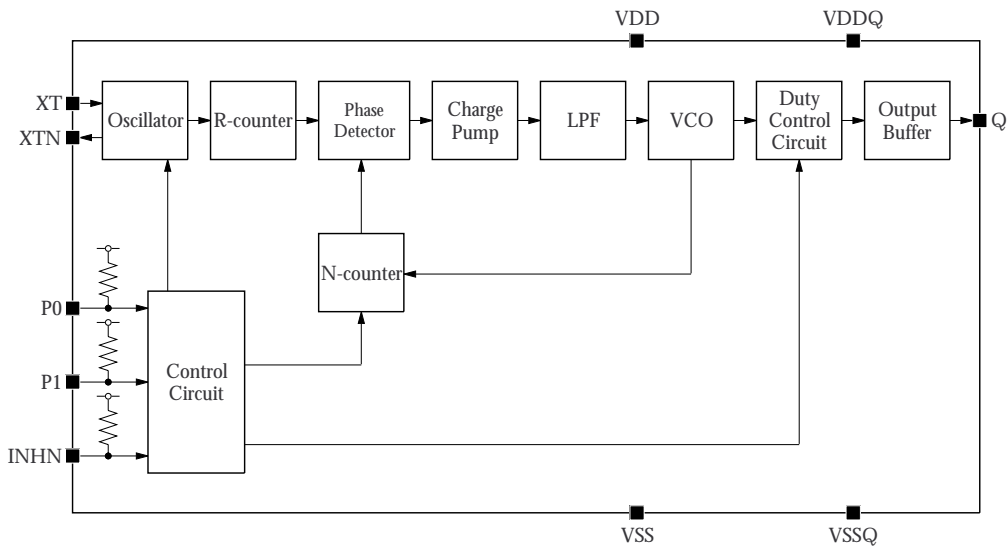 VDD
VDDQ
XT
XTN
Oscillator
R-counter
Phase
Detector
Charge
Pump
LPF
VCO
Duty
Control
Circuit
Output
Buffer
Q
N-counter
P0
P1
INHN
Control
Circuit
VSS
VSSQ